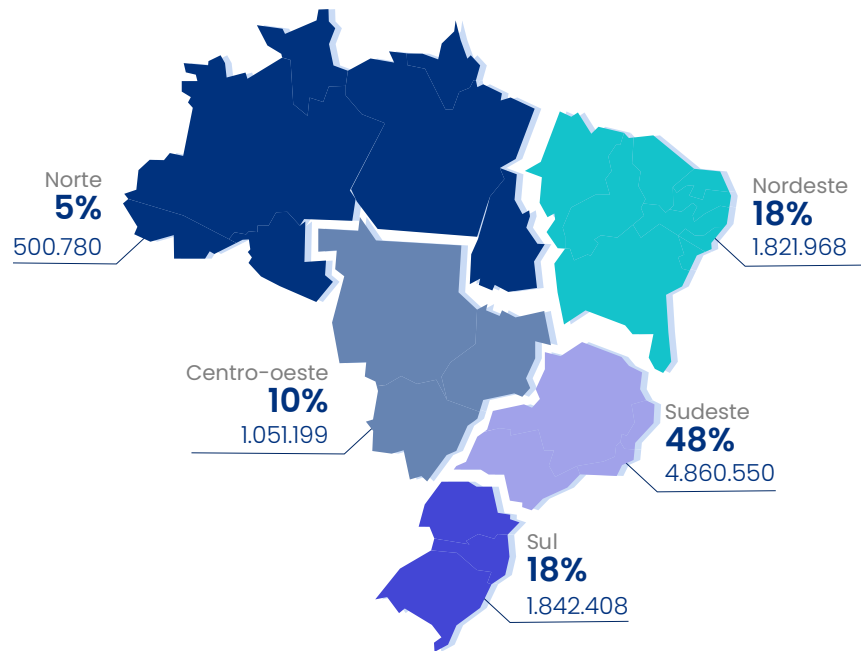 Norte
5%
500.780
Nordeste
18%
1.821.968
Centro-oeste
10%
1.051.199
Sudeste
48%
4.860.550
Sul
18%
1.842.408